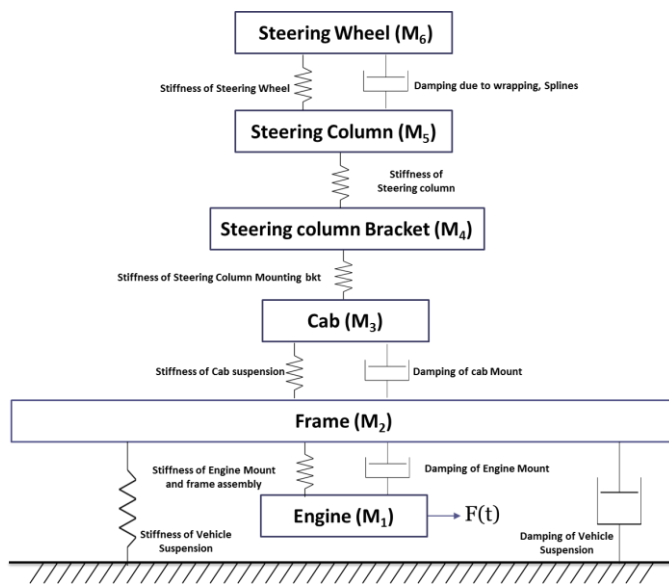 Steering Wheel (M₆)
Stiffness of Steering Wheel
Damping due to wrapping, Splines
Steering Column (M₅)
Stiffness of
Steering column
Steering column Bracket (M₄)
Stiffness of Steering Column Mounting bkt
Cab (M₃)
Stiffness of Cab suspension
Damping of cab Mount
Frame (M₂)
Stiffness of Engine Mount
and frame assembly
Damping of Engine Mount
Engine (M₁)
F(t)
Stiffness of Vehicle
Suspension
Damping of Vehicle
Suspension